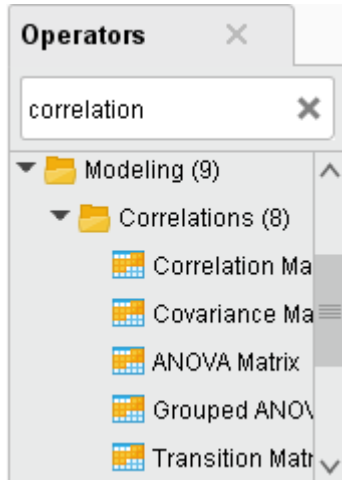 Operators
correlation
Modeling (9)
Correlations (8)
Correlation Ma
Covariance Ma
ANOVA Matrix
Grouped ANOV
Transition Matr